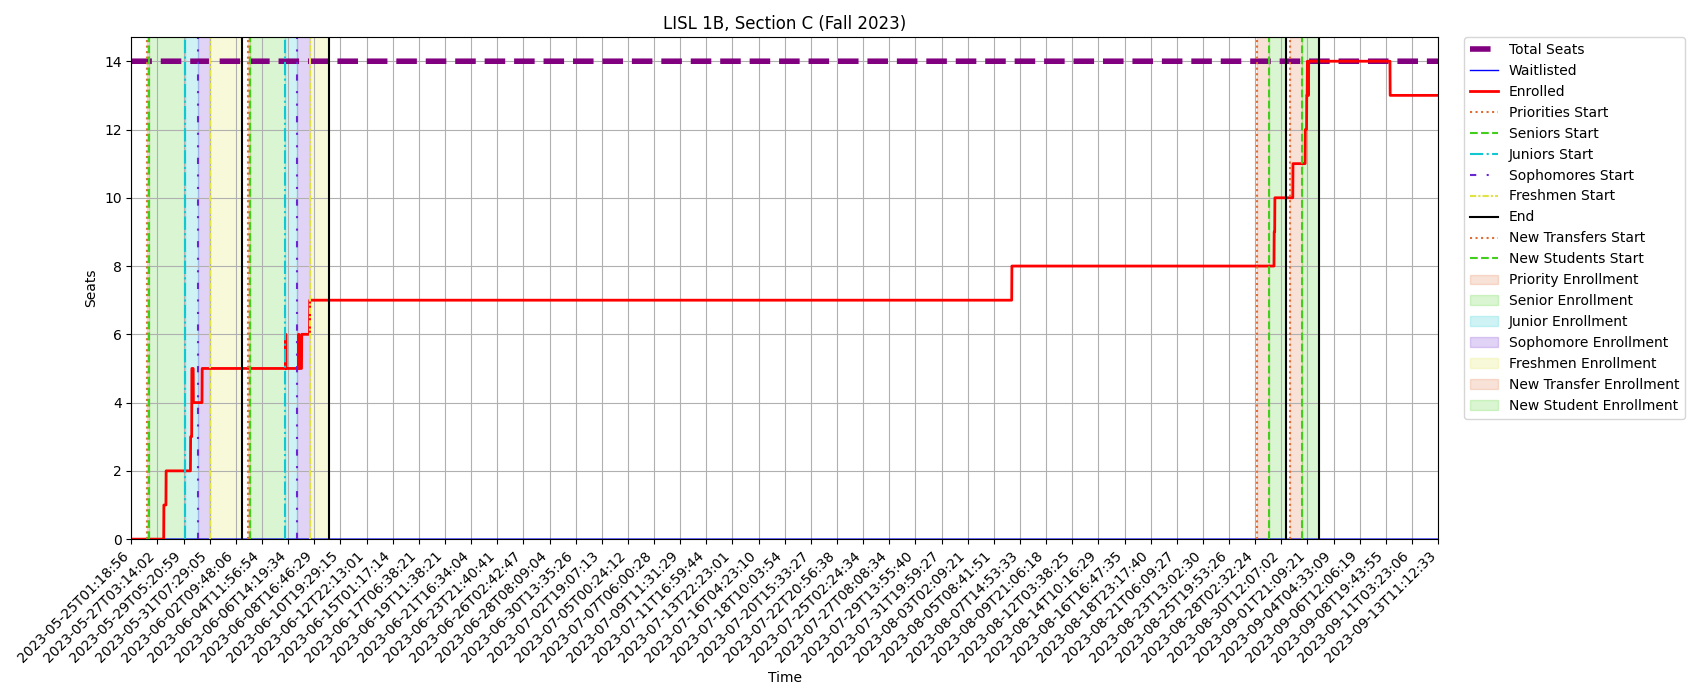 LISL 1B, Section C (Fall 2023)
Total Seats
Waitlisted
Enrolled
Priorities Start
Seniors Start
Juniors Start
Sophomores Start
Freshmen Start
End
New Transfers Start
New Students Start
Priority Enrollment
Senior Enrollment
Junior Enrollment
Sophomore Enrollment
Freshmen Enrollment
New Transfer Enrollment
New Student Enrollment
Seats
14
12
10
8
6
4
2
0
2023-05-25T01:18:56
2023-05-27T03:14:02
2023-05-29T05:20:59
2023-05-31T07:29:05
2023-06-02T09:48:06
2023-06-04T11:56:54
2023-06-06T14:19:34
2023-06-08T16:46:29
2023-06-10T19:29:15
2023-06-12T22:13:01
2023-06-15T01:17:14
2023-06-17T06:38:21
2023-06-19T11:38:21
2023-06-21T16:34:04
2023-06-23T21:40:41
2023-06-26T02:42:47
2023-06-28T08:09:04
2023-06-30T13:35:26
2023-07-02T19:07:13
2023-07-05T00:24:12
2023-07-07T06:00:28
2023-07-09T11:31:29
2023-07-11T16:59:44
2023-07-13T22:23:01
2023-07-16T04:23:10
2023-07-18T10:03:54
2023-07-20T15:33:27
2023-07-22T20:56:38
2023-07-25T02:24:34
2023-07-27T08:08:34
2023-07-29T13:55:40
2023-07-31T19:59:27
2023-08-03T02:09:21
2023-08-05T08:41:51
2023-08-07T14:53:33
2023-08-09T21:06:18
2023-08-12T03:38:25
2023-08-14T10:16:29
2023-08-16T16:47:35
2023-08-18T23:17:40
2023-08-21T06:09:27
2023-08-23T13:02:30
2023-08-25T19:53:26
2023-08-28T02:32:24
2023-08-30T12:07:02
2023-09-01T21:09:21
2023-09-04T04:33:09
2023-09-06T12:06:19
2023-09-08T19:43:55
2023-09-11T03:23:06
2023-09-13T11:12:33
Time